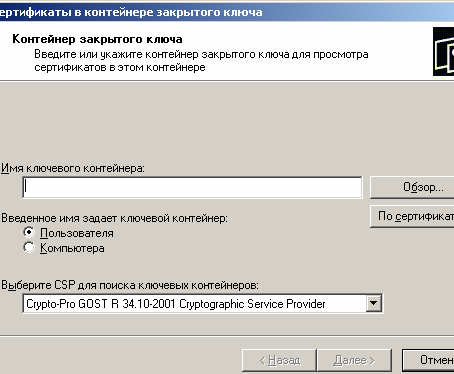 ертификаты в контейнере закрытого ключа
Контейнер закрытого ключа
Введите или укажите контейнер закрытого ключа для просмотра
сертификатов в этом контейнере
Имя ключевого контейнера:
Обзор...
Введенное имя задает ключевой контейнер:
По сертификат
Пользователя
Компьютера
Выберите CSP для поиска ключевых контейнеров:
Crypto-Pro GOST R 34.10-2001 Cryptographic Service Provider
< Назад
Далее >
Отмен